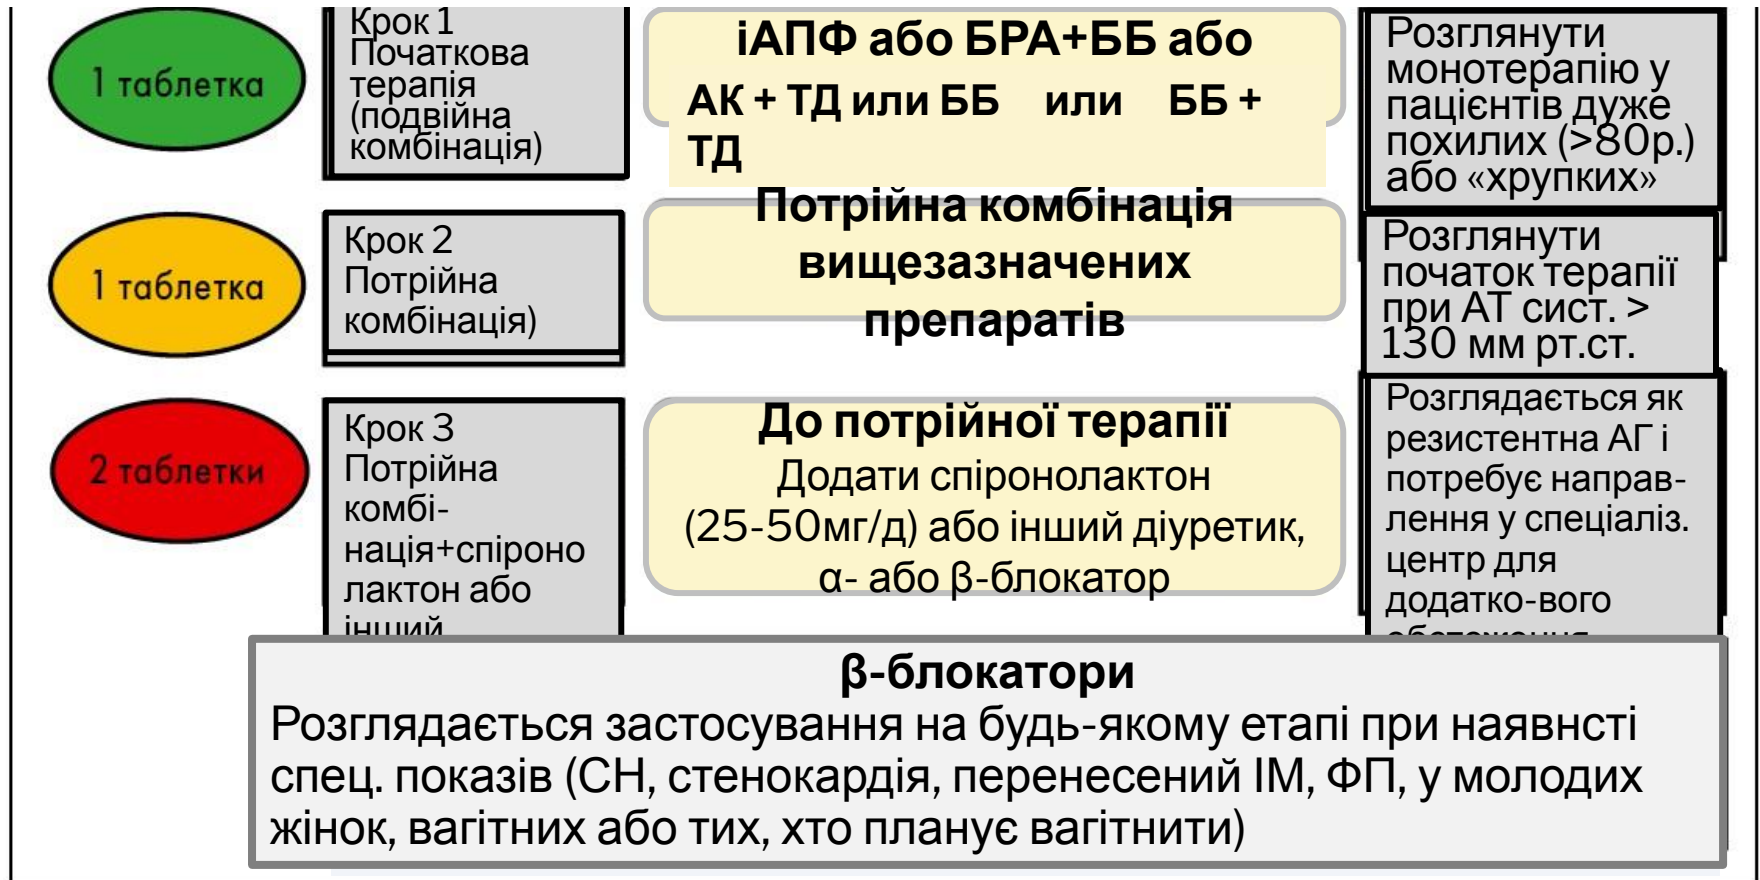 1 таблетка
Крок 1
Початкова
терапія
(подвійна
комбінація)
іАПФ або БРА+ББ або
АК + ТД или ББ или ББ +
ТД
Розглянути
монотерапію у
пацієнтів дуже
похилих (>80р.)
або «хрупких»
1 таблетка
Крок 2
Потрійна
комбінація)
Потрійна комбінація
вищезазначених
препаратів
Розглянути
початок терапії
при АТ сист. >
130 мм рт.ст.
2 таблетки
Крок 3
Потрійна
комбі-
нація+спіроно
лактон або
інший
До потрійної терапії
Додати спіронолактон
(25-50мг/д) або інший діуретик,
α- або β-блокатор
Розглядається як
резистентна АГ і
потребує направ-
лення у спеціаліз.
центр для
додатко-вого
β-блокатори
Розглядається застосування на будь-якому етапі при наявнсті
спец. показів (СН, стенокардія, перенесений ІМ, ФП, у молодих
жінок, вагітних або тих, хто планує вагітнити)